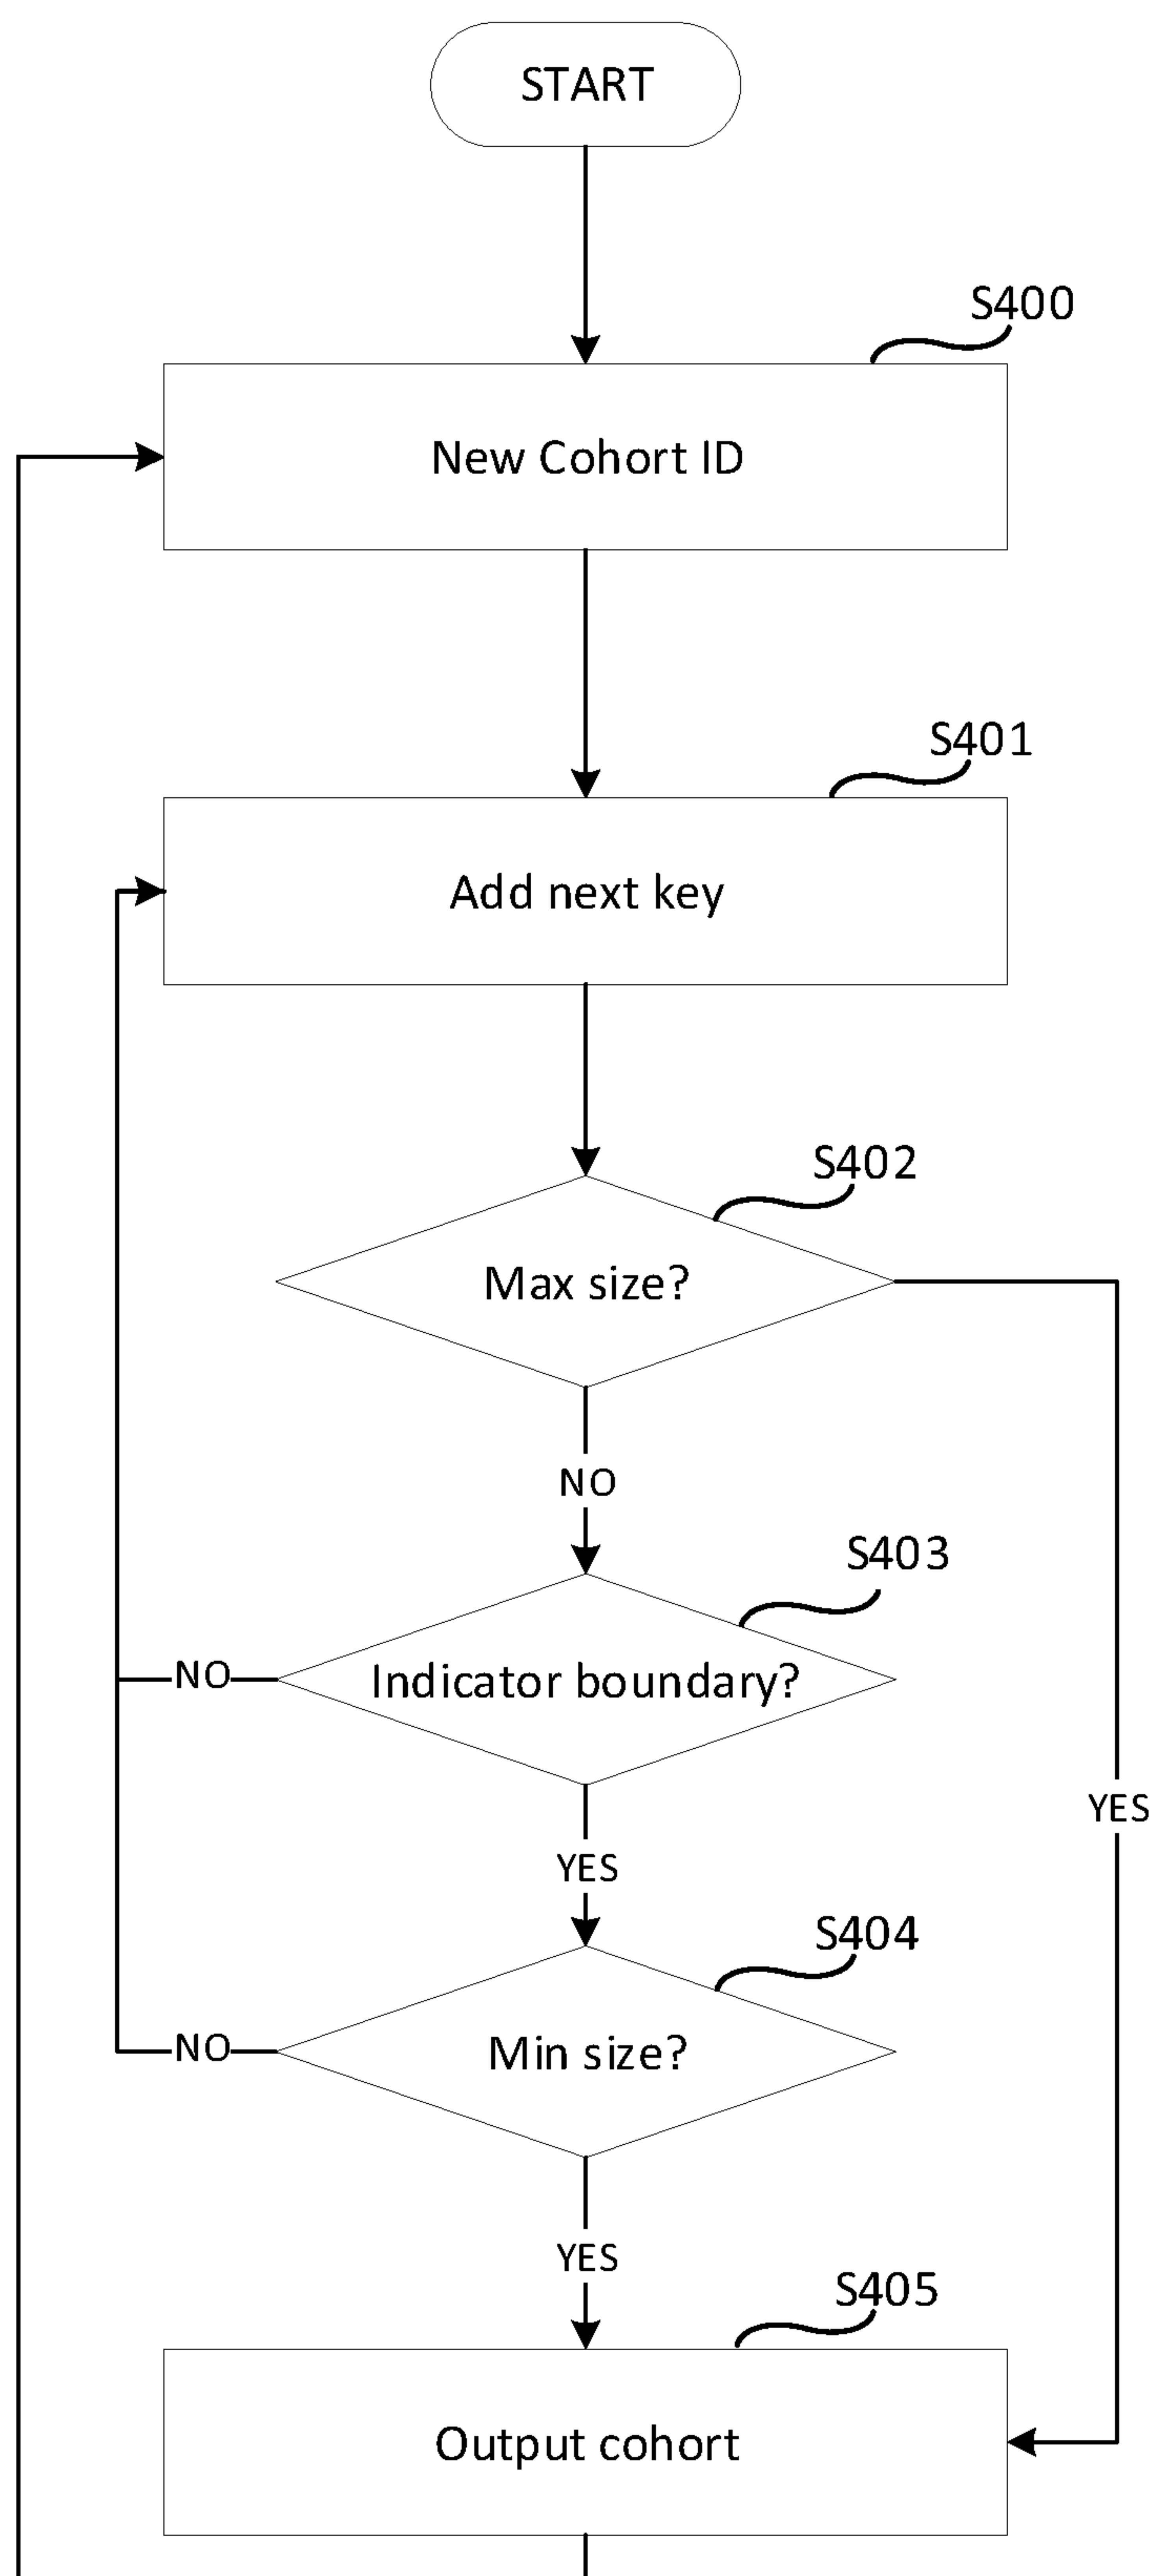 START
S400
New Cohort ID
S401
Add next key
S402
Max size?
NO
S403
Indicator boundary?
NO
YES
YES
S404
Min size?
NO
YES
S405
Output cohort